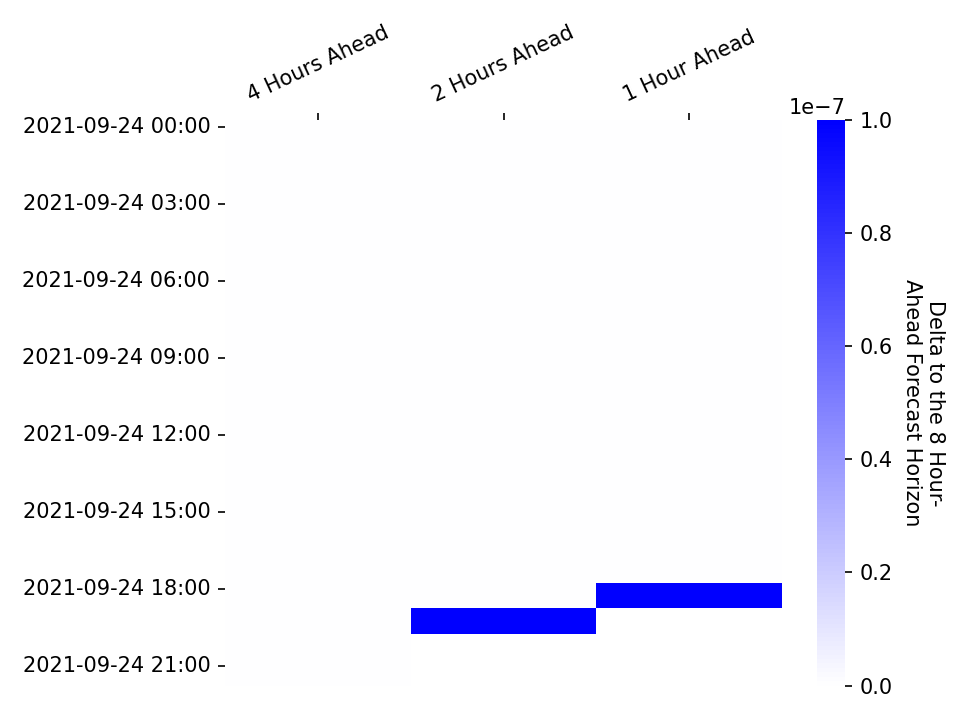 4 Hours Ahead
2 Hours Ahead
1 Hour Ahead
1e−7
2021-09-24 00:00
2021-09-24 03:00
2021-09-24 06:00
2021-09-24 09:00
2021-09-24 12:00
2021-09-24 15:00
2021-09-24 18:00
2021-09-24 21:00
1.0
0.8
0.6
0.4
0.2
0.0
Delta to the 8 Hour-
Ahead Forecast Horizon